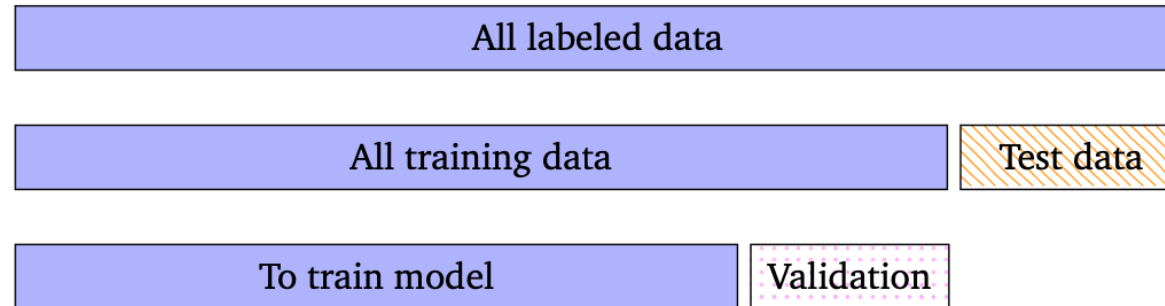 All labeled data
All training data
Test data
To train model
Validation